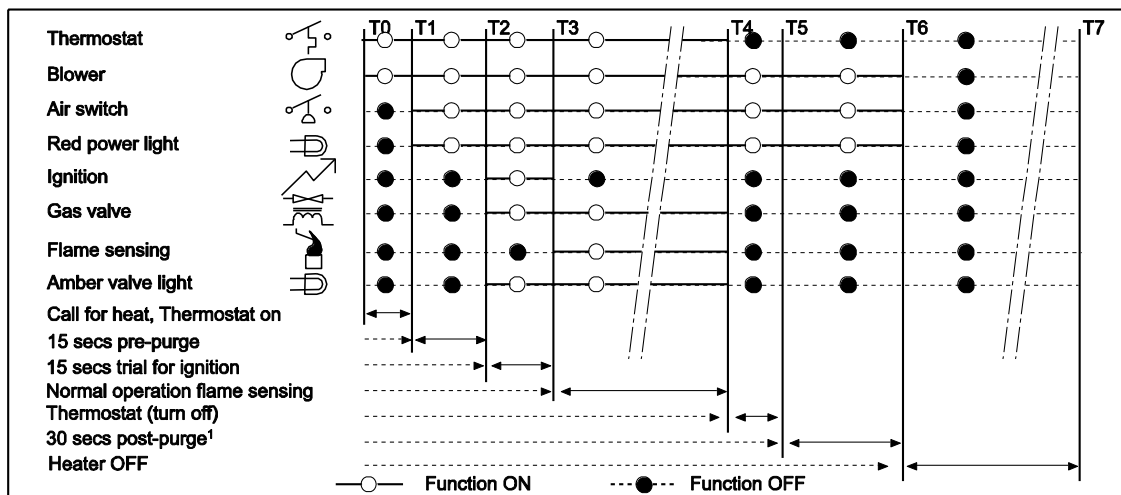 T0 T1 T2 T3 T4 T5 T6 T7
Thermostat
Blower
Air switch
Red power light
Ignition
Gas valve
Flame sensing
Amber valve light
Call for heat, Thermostat on
15 secs pre-purge
15 secs trial for ignition
Normal operation flame sensing
Thermostat (turn off)
30 secs post-purge¹
Heater OFF
Function ON Function OFF